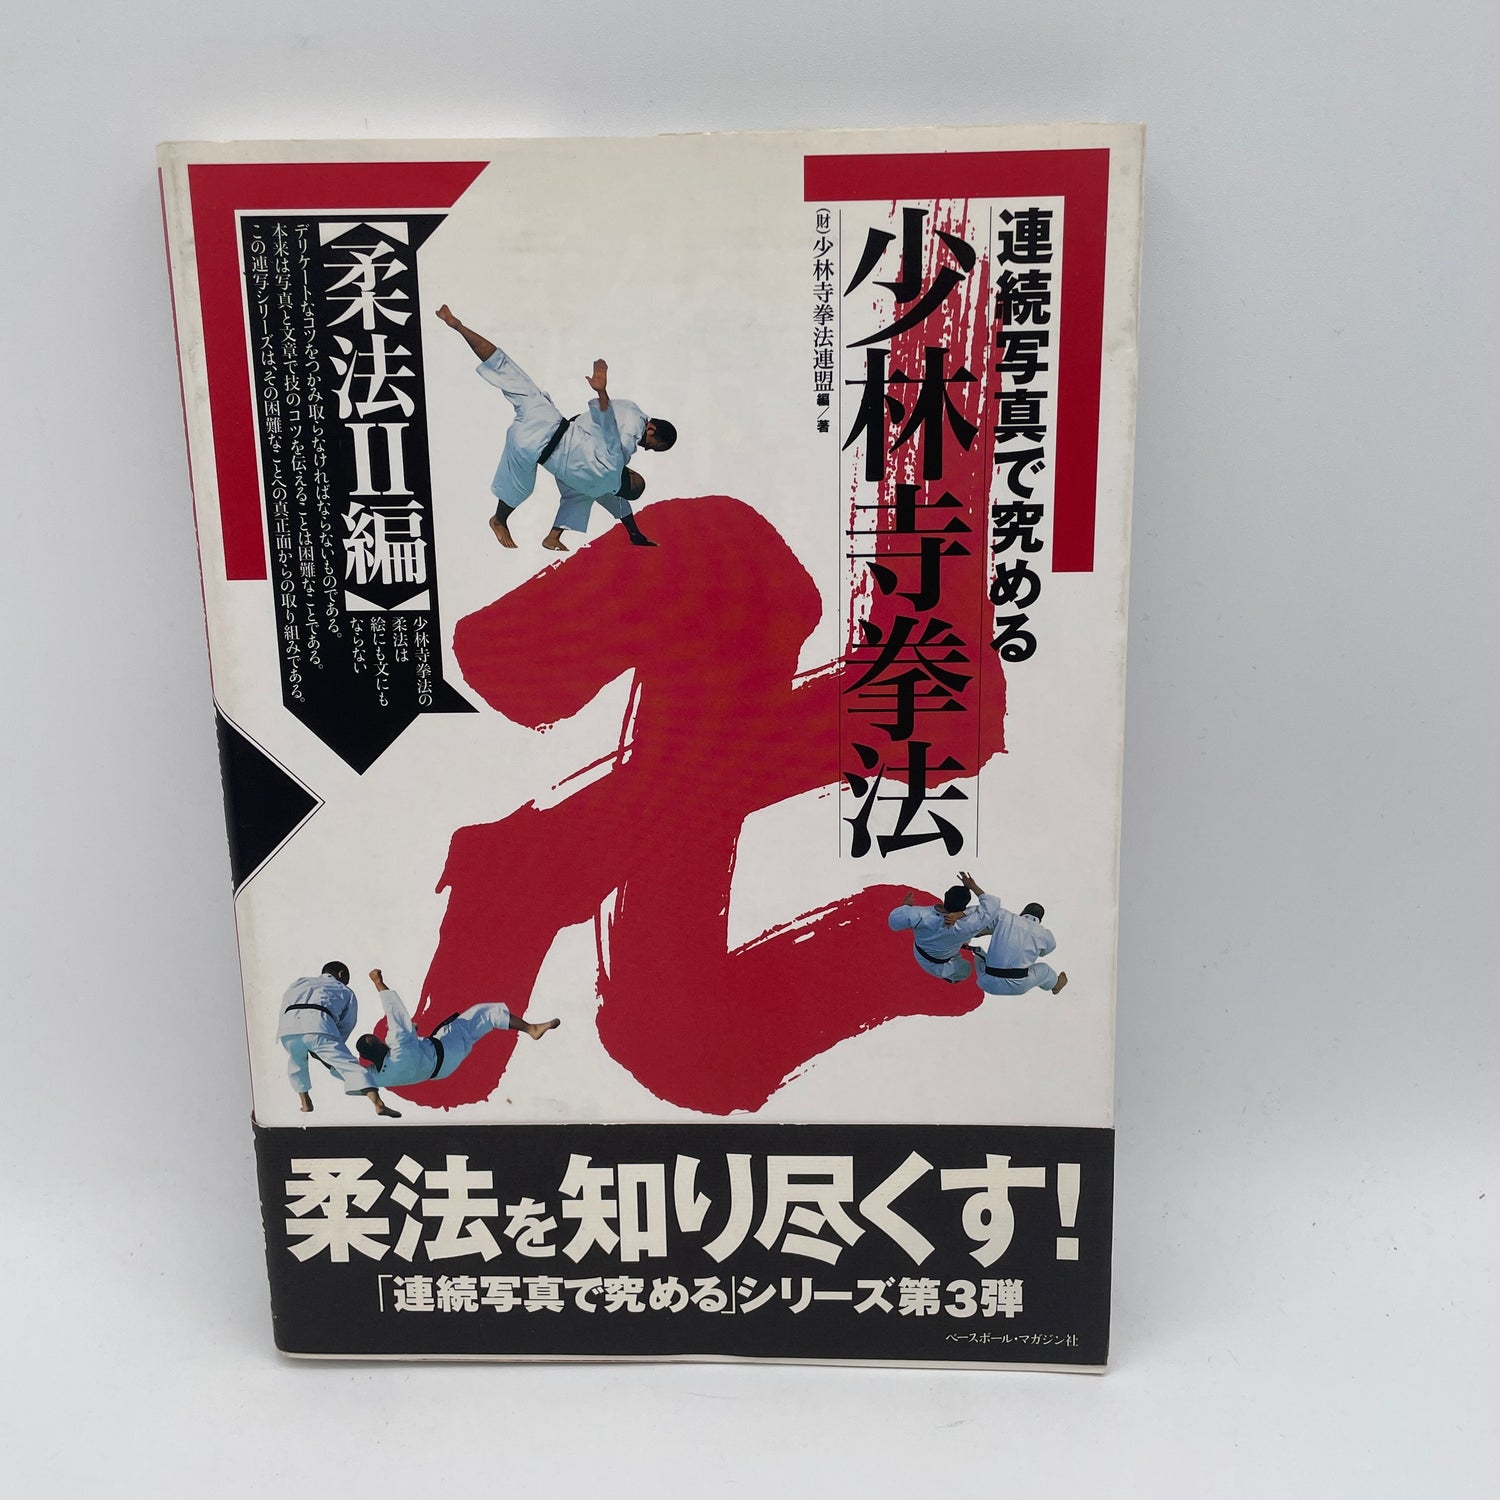 連続写真で究める
少林寺拳法
(財)少林寺拳法連盟編／著
【柔法II編】
少林寺拳法の
柔法は
絵にも文にも
ならない
デリケートなコツをつかみ取らなければならないものである。
本来は写真と文章で技のコツを伝えることは困難なことである。
この連写シリーズは、その困難なことへの真正面からの取り組みである。
柔法を知り尽くす!
「連続写真で究める」シリーズ第3弾
ベースボール・マガジン社